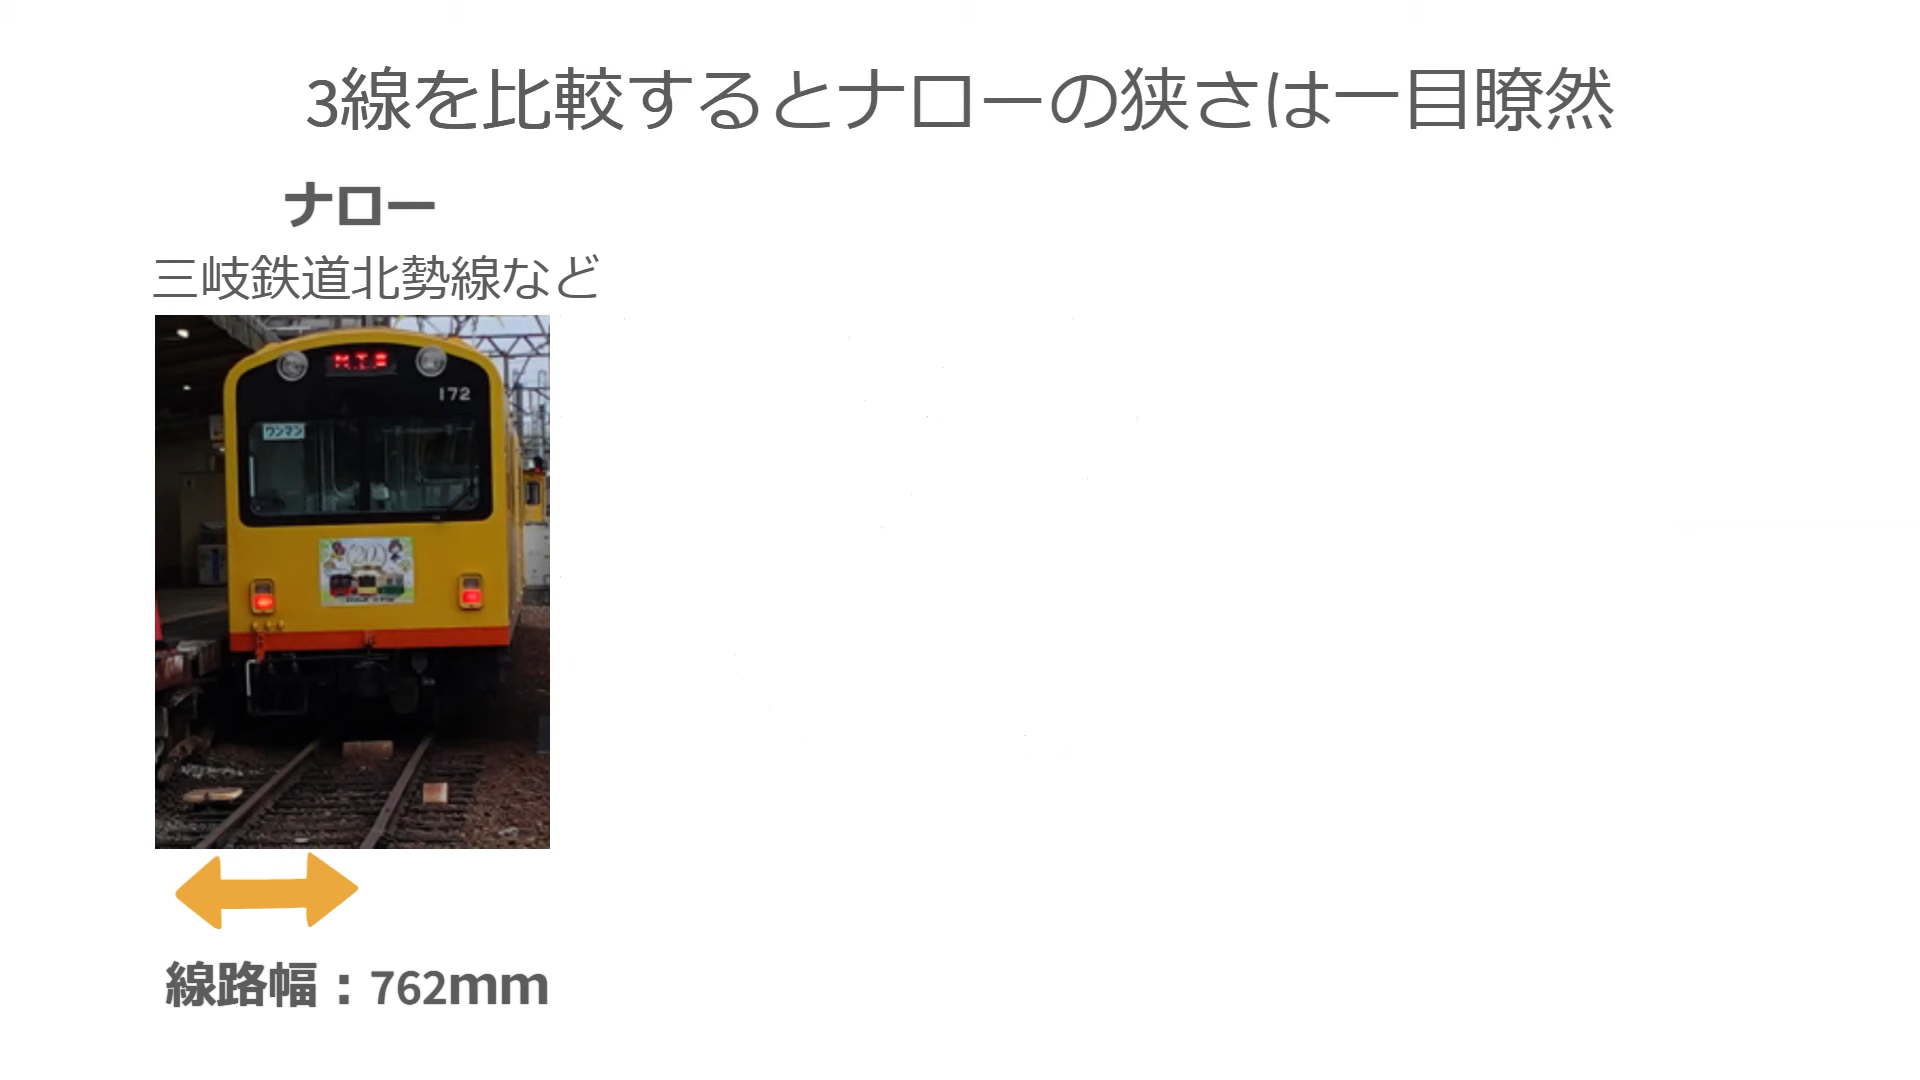 3線を比較するとナローの狭さは一目瞭然
ナロー
三岐鉄道北勢線など
172
ワンマン
線路幅：762mm